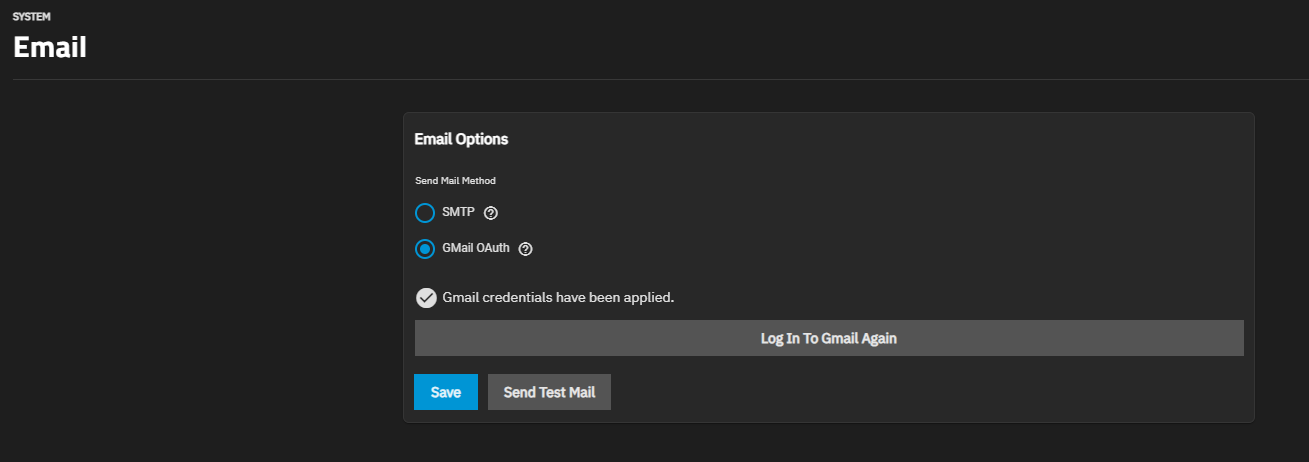 SYSTEM
Email
Email Options
Send Mail Method
SMTP
GMail OAuth
Gmail credentials have been applied.
Log In To Gmail Again
Save Send Test Mail